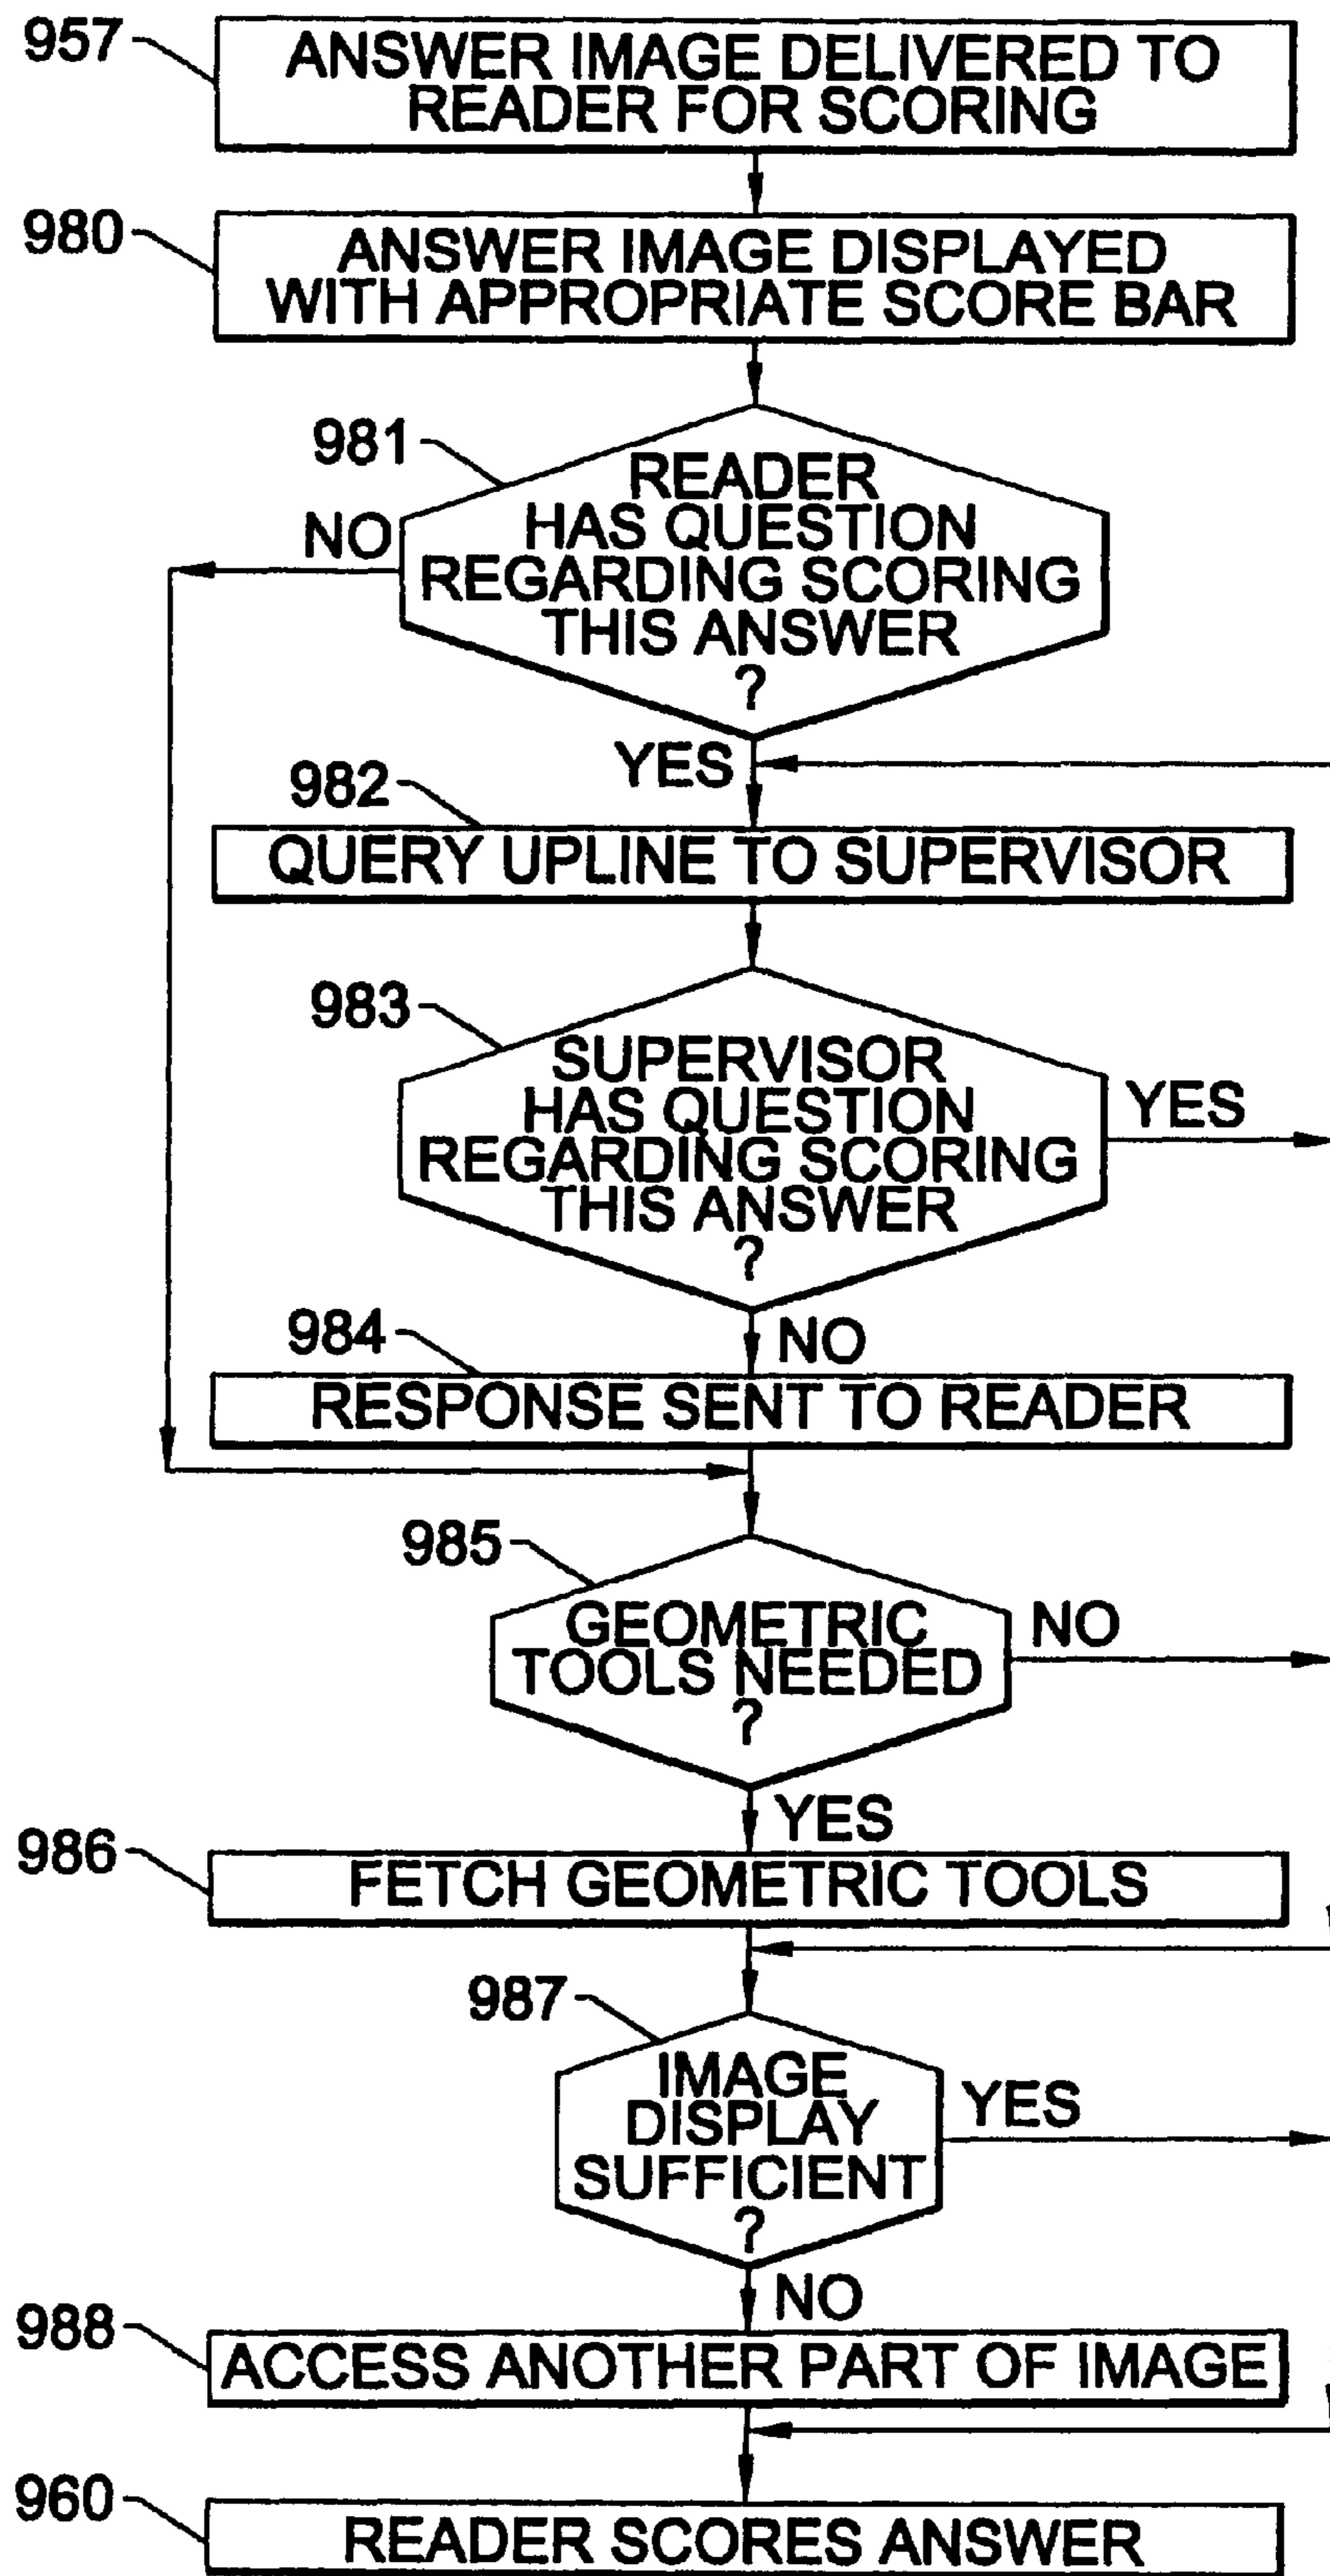 957
ANSWER IMAGE DELIVERED TO
READER FOR SCORING
980
ANSWER IMAGE DISPLAYED
WITH APPROPRIATE SCORE BAR
981
READER
HAS QUESTION
REGARDING SCORING
THIS ANSWER
?
NO
YES
982
QUERY UPLINE TO SUPERVISOR
983
SUPERVISOR
HAS QUESTION
REGARDING SCORING
THIS ANSWER
?
YES
NO
984
RESPONSE SENT TO READER
985
GEOMETRIC
TOOLS NEEDED
?
NO
YES
986
FETCH GEOMETRIC TOOLS
987
IMAGE
DISPLAY
SUFFICIENT
?
YES
NO
988
ACCESS ANOTHER PART OF IMAGE
960
READER SCORES ANSWER